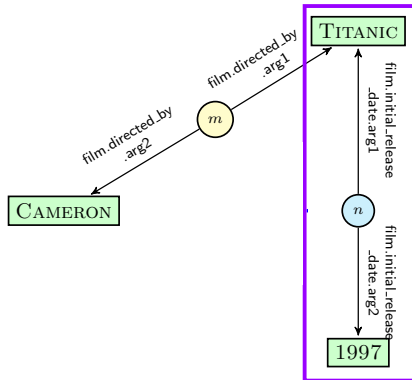 TITANIC
film.directed_by
.arg1
m
film.directed_by
.arg2
CAMERON
film.initial_release
_date.arg1
n
film.initial_release
_date.arg2
1997